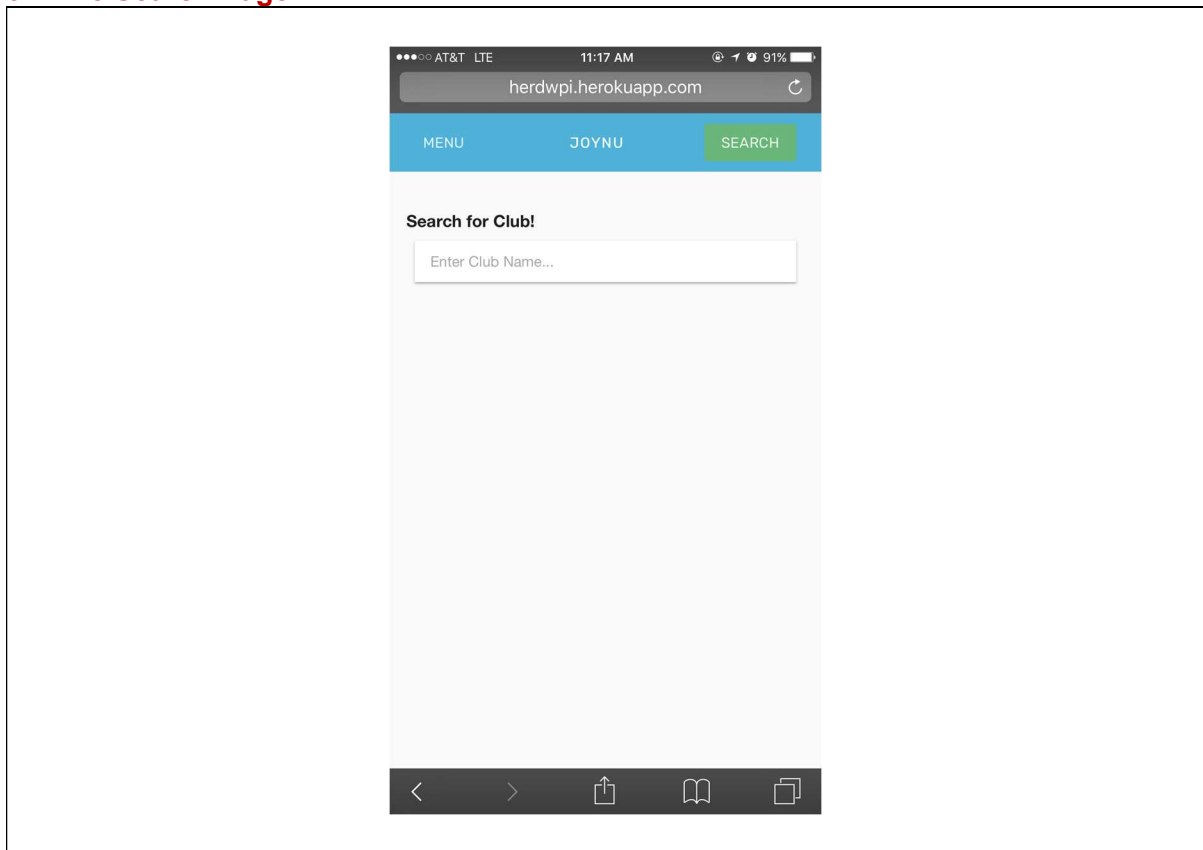 AT&T LTE 11:17 AM 91%
herdwpi.herokuapp.com
MENU JOYNU SEARCH
Search for Club!
Enter Club Name...